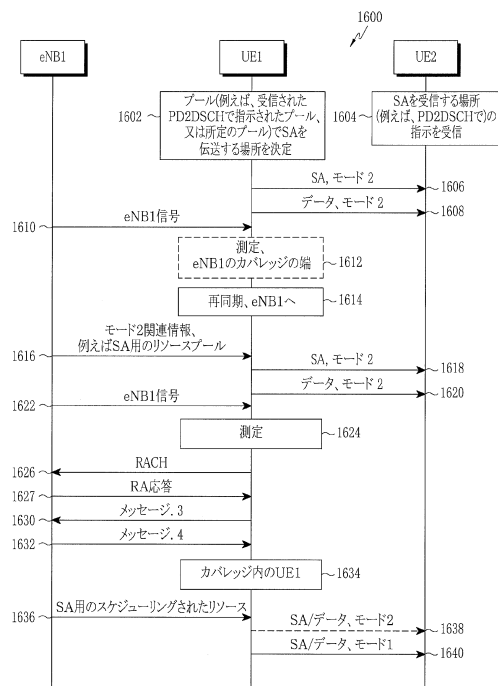 1600
eNB1
UE1
UE2
1602
プール(例えば、受信された
PD2DSCHで指示されたプール、
又は所定のプール)でSAを
伝送する場所を決定
1604
SAを受信する場所
(例えば、PD2DSCHで)の
指示を受信
SA, モード 2
1606
データ、モード 2
1608
1610
eNB1信号
測定、
eNB1のカバレッジの端
1612
再同期、eNB1へ
1614
モード2関連情報、
例えばSA用のリソースプール
1616
SA, モード 2
1618
データ、モード 2
1620
1622
eNB1信号
測定
1624
1626
RACH
1627
RA応答
1630
メッセージ.3
1632
メッセージ.4
カバレッジ内のUE1
1634
1636
SA用のスケジューリングされたリソース
SA/データ、モード2
1638
SA/データ、モード1
1640